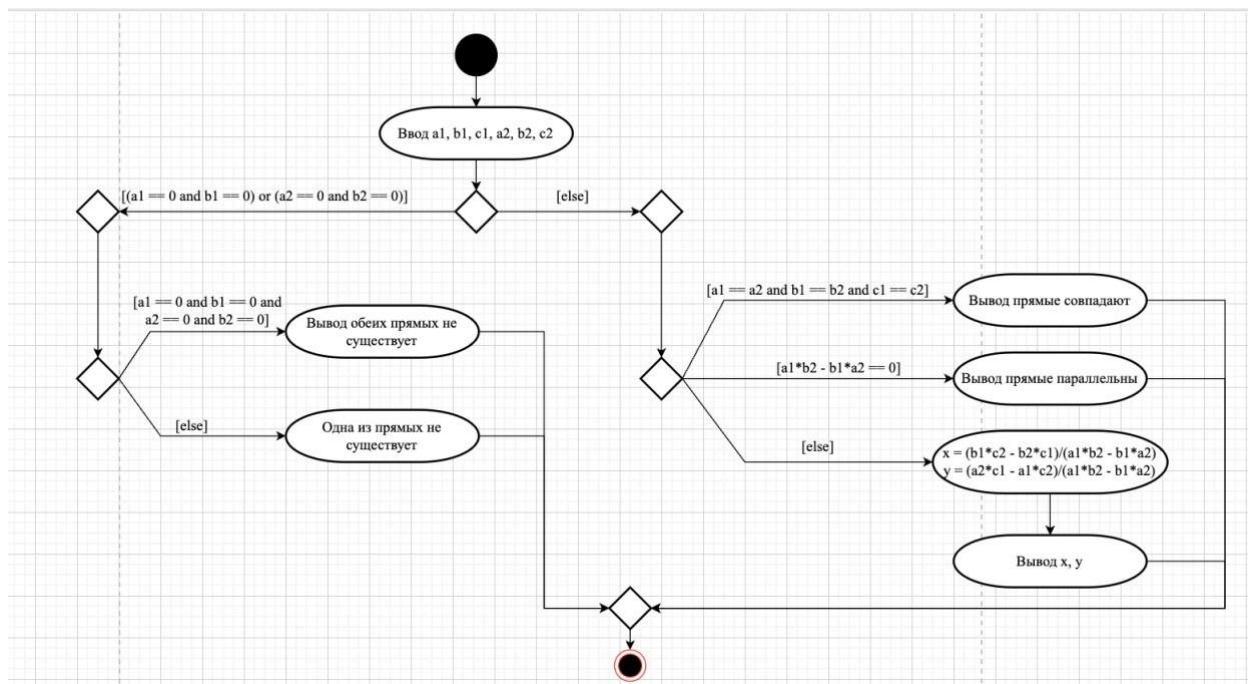 Ввод a1, b1, c1, a2, b2, c2
[(a1 == 0 and b1 == 0) or (a2 == 0 and b2 == 0)]
[else]
[a1 == 0 and b1 == 0 and
a2 == 0 and b2 == 0]
Вывод обеих прямых не
существует
[else]
Одна из прямых не
существует
[a1 == a2 and b1 == b2 and c1 == c2]
Вывод прямые совпадают
[a1*b2 - b1*a2 == 0]
Вывод прямые параллельны
[else]
x = (b1*c2 - b2*c1)/(a1*b2 - b1*a2)
y = (a2*c1 - a1*c2)/(a1*b2 - b1*a2)
Вывод x, y